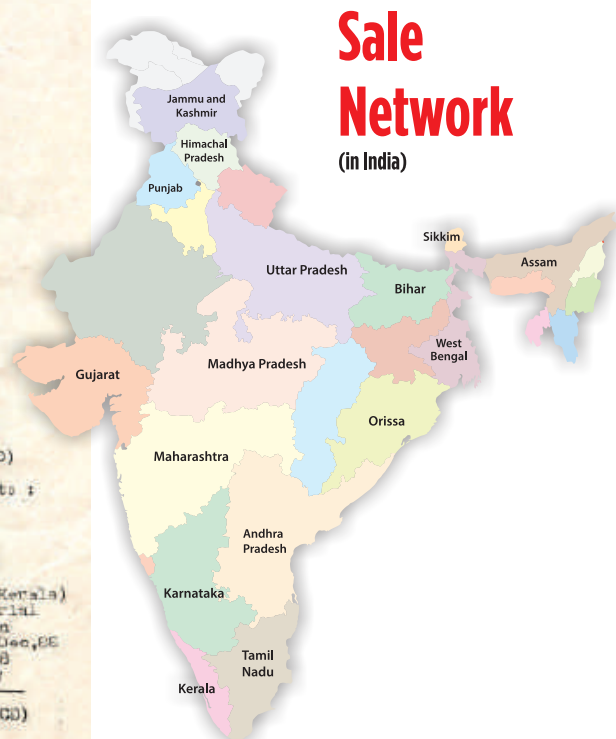 Sale
Network
(in India)
Jammu and
Kashmir
Himachal
Pradesh
Punjab
Sikkim
Assam
Uttar Pradesh
Bihar
West
Bengal
Madhya Pradesh
Gujarat
Orissa
Maharashtra
Andhra
Pradesh
Karnataka
Tamil
Nadu
Kerala
Kerala)